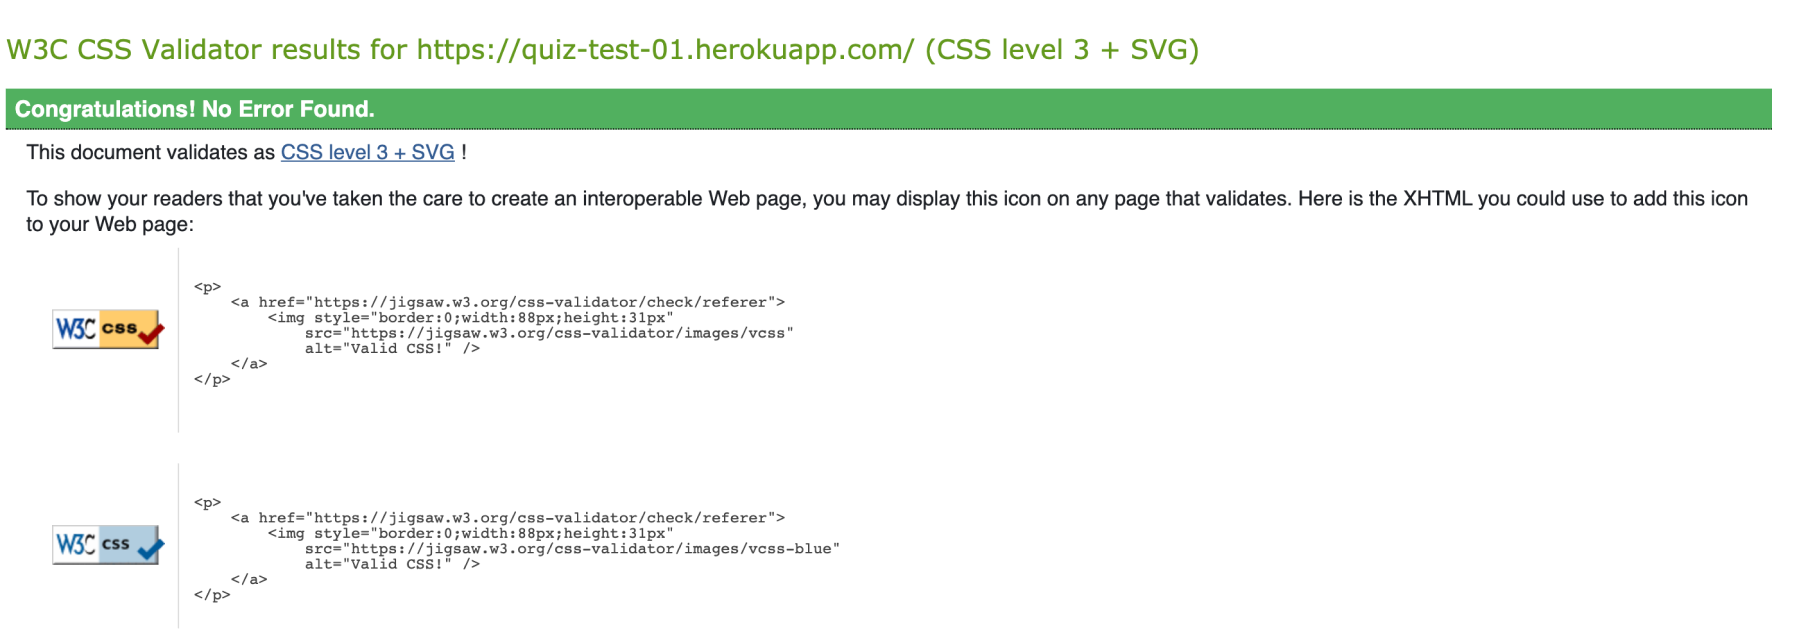 W3C CSS Validator results for https://quiz-test-01.herokuapp.com/ (CSS level 3 + SVG)
Congratulations! No Error Found.
This document validates as CSS level 3 + SVG !
To show your readers that you've taken the care to create an interoperable Web page, you may display this icon on any page that validates. Here is the XHTML you could use to add this icon
to your Web page:
<p>
<a href="https://jigsaw.w3.org/css-validator/check/referer">
<img style="border:0;width:88px;height:31px"
W3C css
src="https://jigsaw.w3.org/css-validator/images/vcss"
alt="Valid CSS!" />
</a>
</p>
<p>
<a href="https://jigsaw.w3.org/css-validator/check/referer">
<img style="border:0;width:88px;height:31px"
W3C css
src="https://jigsaw.w3.org/css-validator/images/vcss-blue"
alt="Valid CSS!" />
</a>
</p>